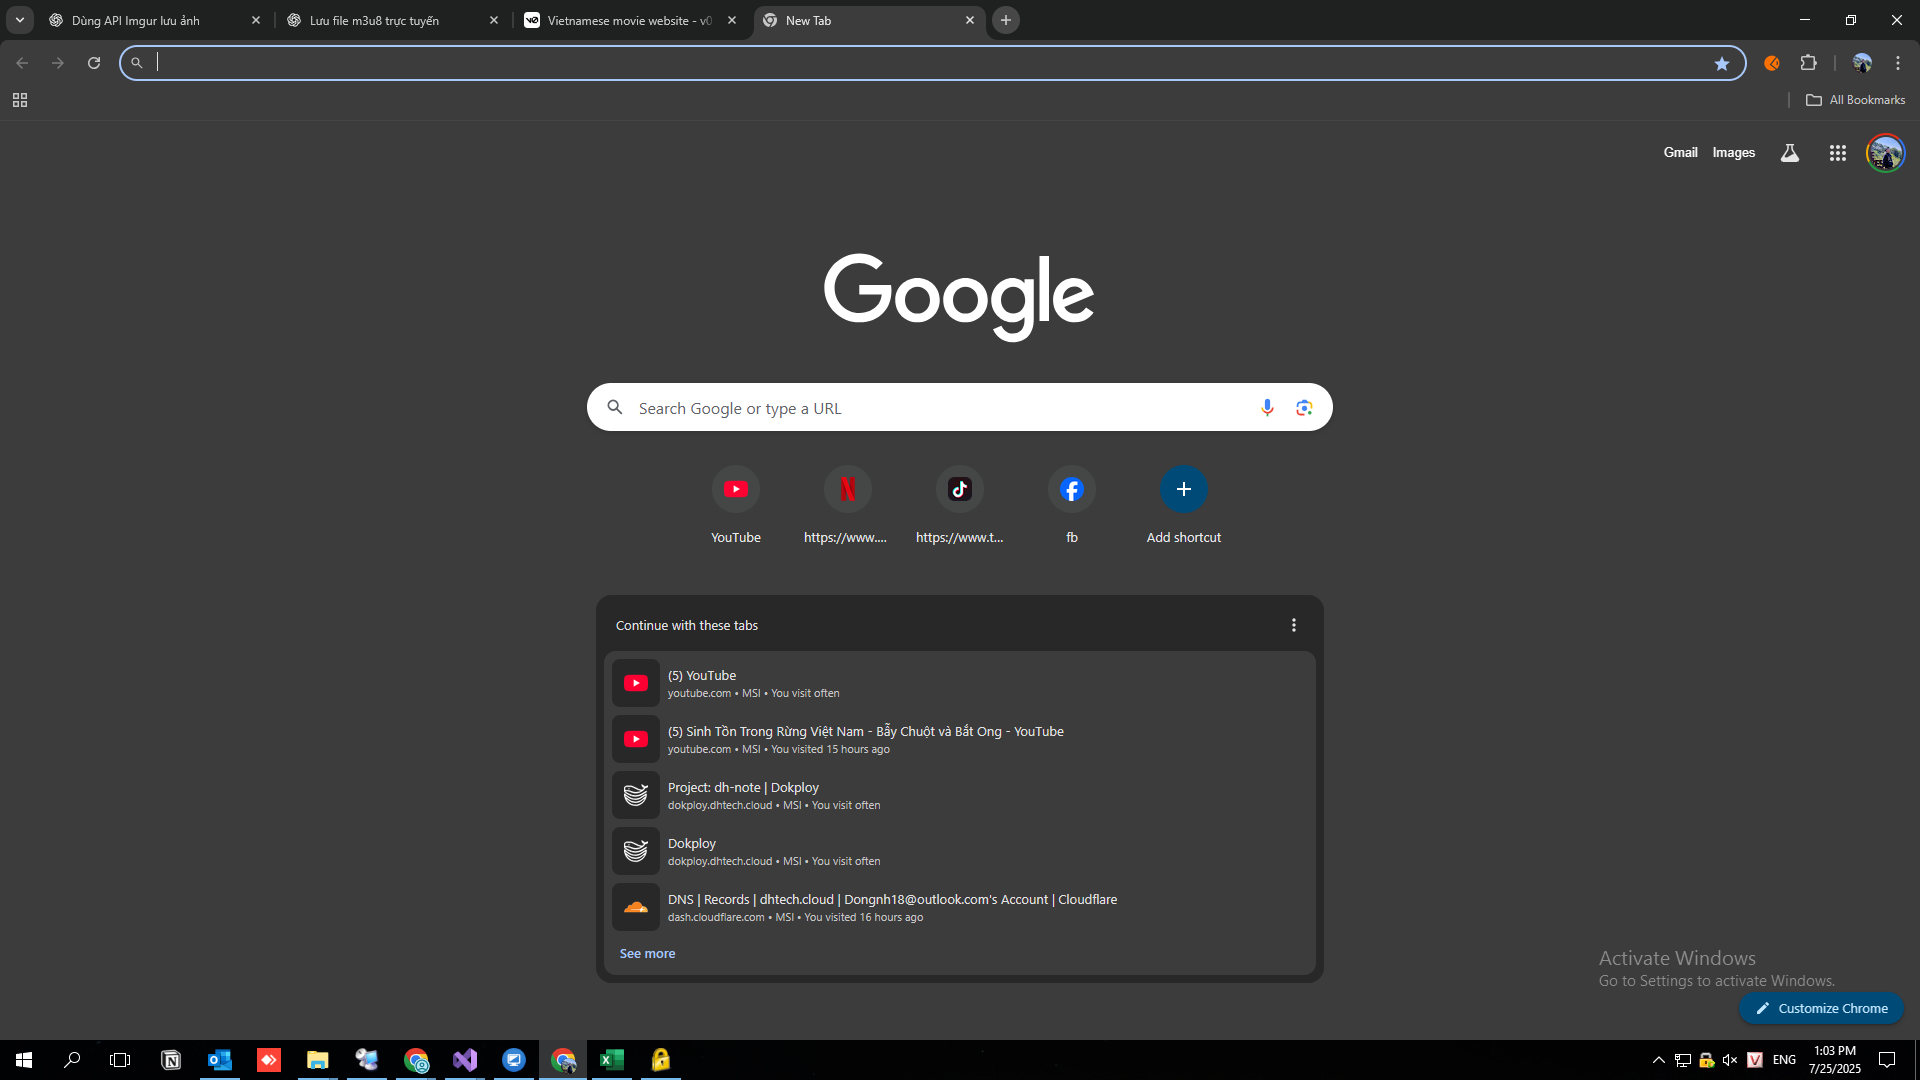 Dùng API Imgur lưu ảnh
Lưu file m3u8 trực tuyến
Vietnamese movie website - v0
New Tab
All Bookmarks
Gmail
Images
Google
Search Google or type a URL
YouTube
https://www....
https://www.t...
fb
Add shortcut
Continue with these tabs
(5) YouTube
youtube.com • MSI • You visit often
(5) Sinh Tồn Trong Rừng Việt Nam - Bẫy Chuột và Bắt Ong - YouTube
youtube.com • MSI • You visited 15 hours ago
Project: dh-note | Dokploy
dokploy.dhtech.cloud • MSI • You visit often
Dokploy
dokploy.dhtech.cloud • MSI • You visit often
DNS | Records | dhtech.cloud | Dongnh18@outlook.com's Account | Cloudflare
dash.cloudflare.com • MSI • You visited 16 hours ago
See more
Activate Windows
Go to Settings to activate Windows.
Customize Chrome
ENG
1:03 PM
7/25/2025